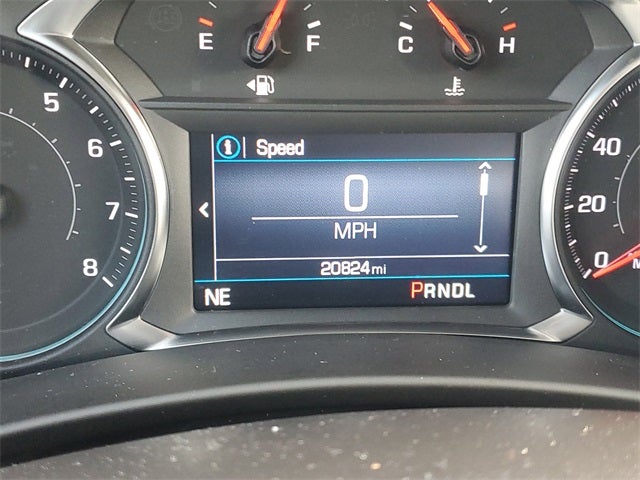 E F
C H
5
6
7
8
i Speed
0
MPH
20824 mi
NE PRNDL
40
20
0
M